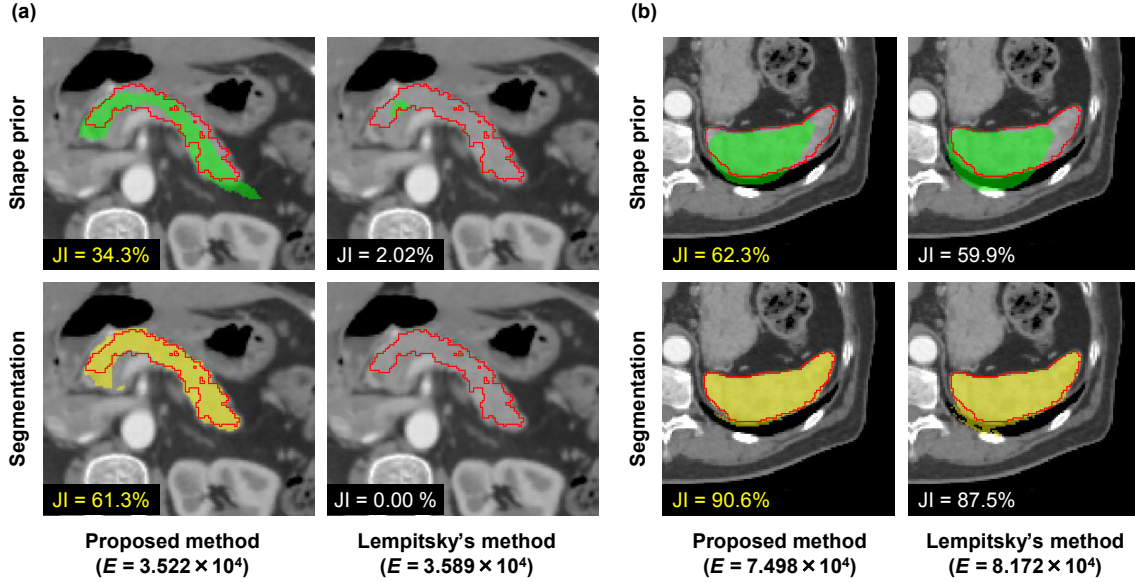 (a)
(b)
Shape prior
JI = 34.3%
JI = 2.02%
Shape prior
JI = 62.3%
JI = 59.9%
Segmentation
JI = 61.3%
JI = 0.00 %
Segmentation
JI = 90.6%
JI = 87.5%
Proposed method
(E = 3.522 × 10⁴)
Lempitsky's method
(E = 3.589 × 10⁴)
Proposed method
(E = 7.498 × 10⁴)
Lempitsky's method
(E = 8.172 × 10⁴)